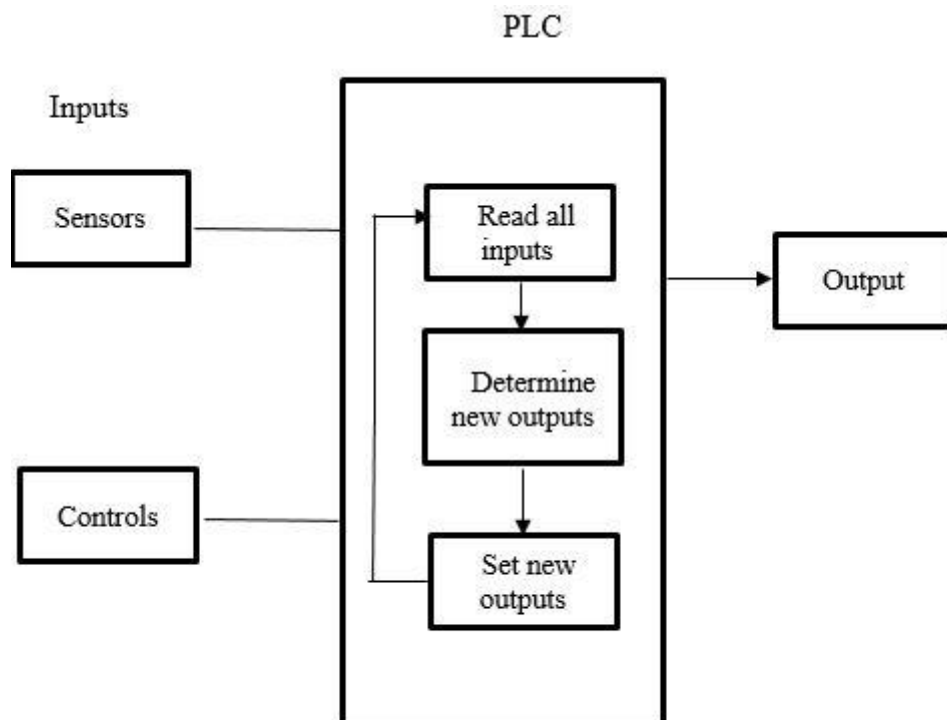 PLC
Inputs
Sensors
Read all
inputs
Output
Determine
new outputs
Controls
Set new
outputs